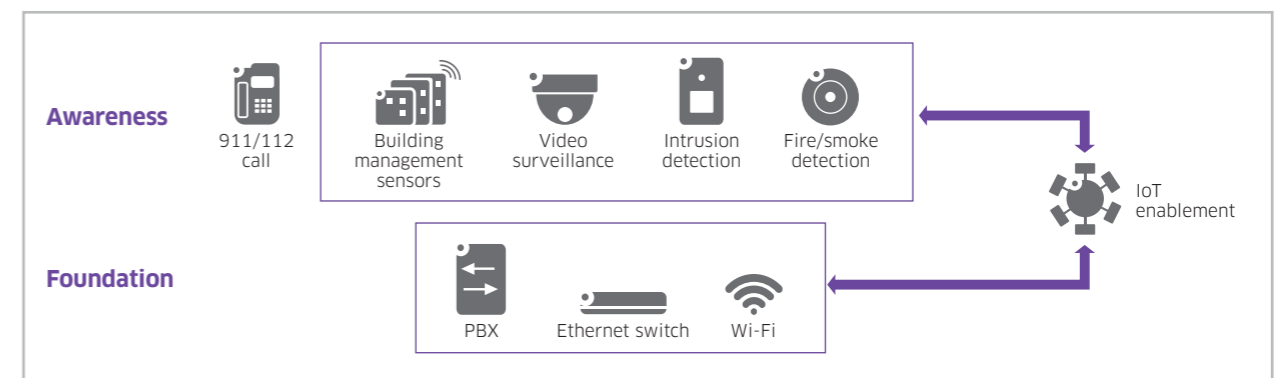 Awareness
911/112
call
Building
management
sensors
Video
surveillance
Intrusion
detection
Fire/smoke
detection
IoT
enablement
Foundation
PBX
Ethernet switch
Wi-Fi